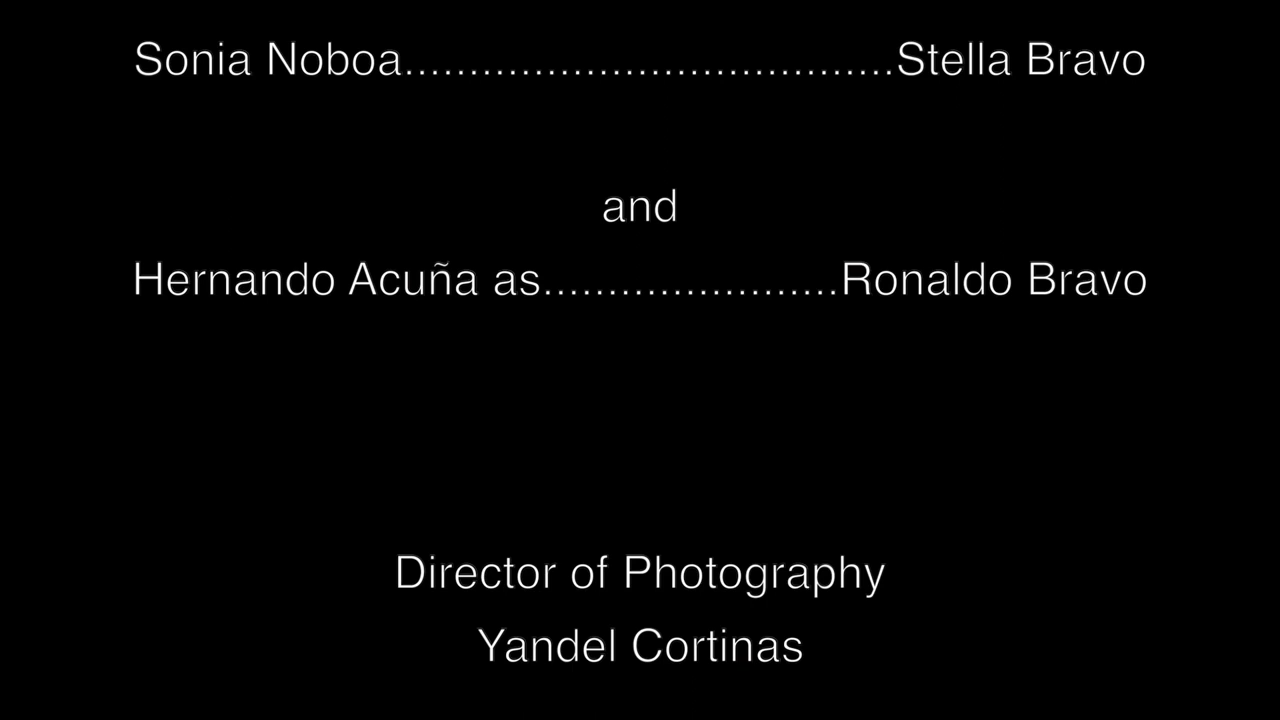 Sonia Noboa.....................................Stella Bravo
and
Hernando Acuña as......................Ronaldo Bravo
Director of Photography
Yandel Cortinas